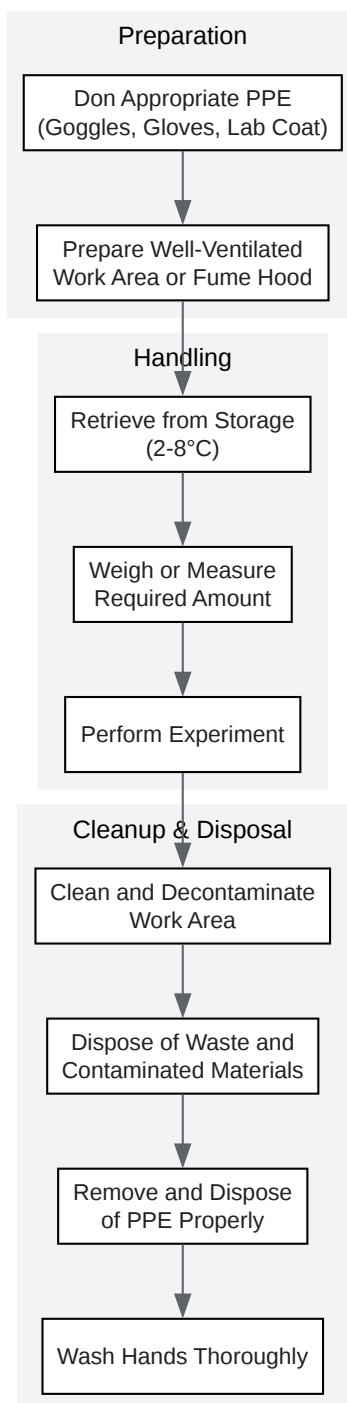 Preparation
Don Appropriate PPE
(Goggles, Gloves, Lab Coat)
Prepare Well-Ventilated
Work Area or Fume Hood
Handling
Retrieve from Storage
(2-8°C)
Weigh or Measure
Required Amount
Perform Experiment
Cleanup & Disposal
Clean and Decontaminate
Work Area
Dispose of Waste and
Contaminated Materials
Remove and Dispose
of PPE Properly
Wash Hands Thoroughly